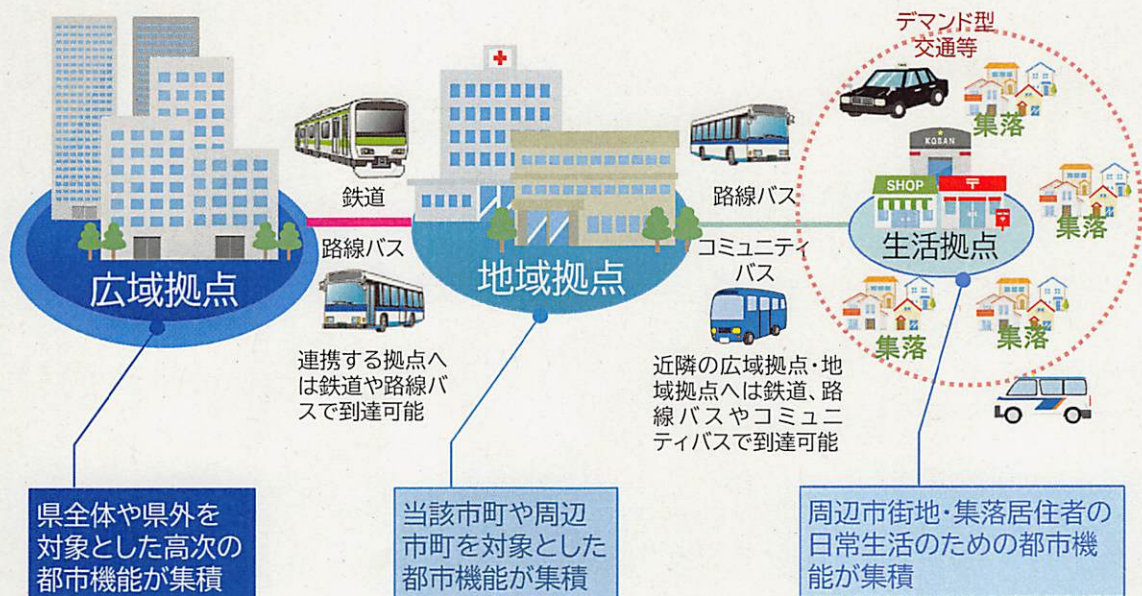 デマンド型
交通等
集落
KOBAN
SHOP
〒
集落
鉄道
路線バス
路線バス
コミュニティ
バス
広域拠点
地域拠点
生活拠点
集落
集落
連携する拠点へ
は鉄道や路線バ
スで到達可能
近隣の広域拠点・地
域拠点へは鉄道、路
線バスやコミュニ
ティバスで到達可能
県全体や県外を
対象とした高次の
都市機能が集積
当該市町や周辺
市町を対象とした
都市機能が集積
周辺市街地・集落居住者の
日常生活のための都市機
能が集積